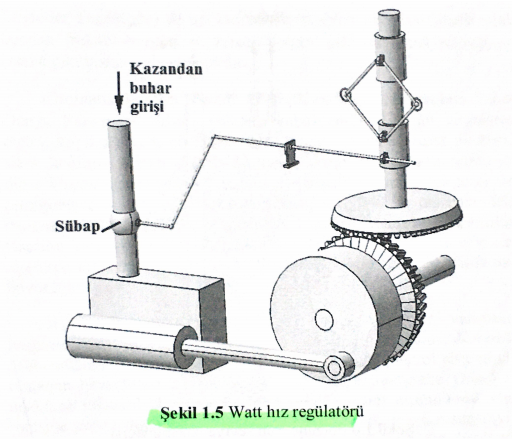 Kazandan
buhar
girişi
Sübap
Şekil 1.5 Watt hız regülatörü